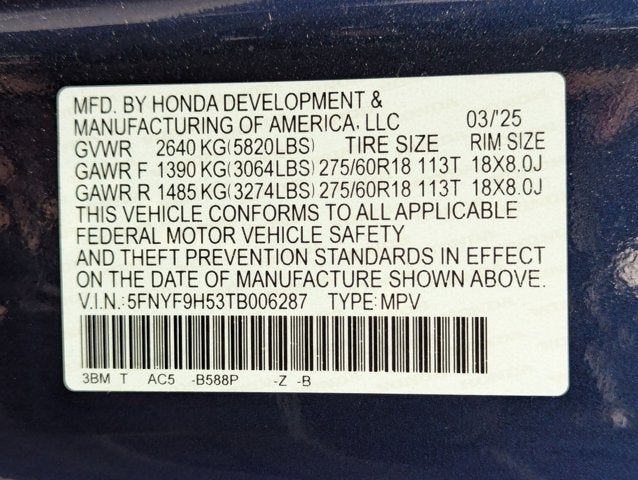 MFD. BY HONDA DEVELOPMENT &
MANUFACTURING OF AMERICA, LLC 03/'25
GVWR 2640 KG(5820LBS) TIRE SIZE RIM SIZE
GAWR F 1390 KG(3064LBS) 275/60R18 113T 18X8.0J
GAWR R 1485 KG(3274LBS) 275/60R18 113T 18X8.0J
THIS VEHICLE CONFORMS TO ALL APPLICABLE
FEDERAL MOTOR VEHICLE SAFETY
AND THEFT PREVENTION STANDARDS IN EFFECT
ON THE DATE OF MANUFACTURE SHOWN ABOVE.
V.I.N.:5FNYF9H53TB006287 TYPE:MPV
3BM T AC5 -B588P -Z -B